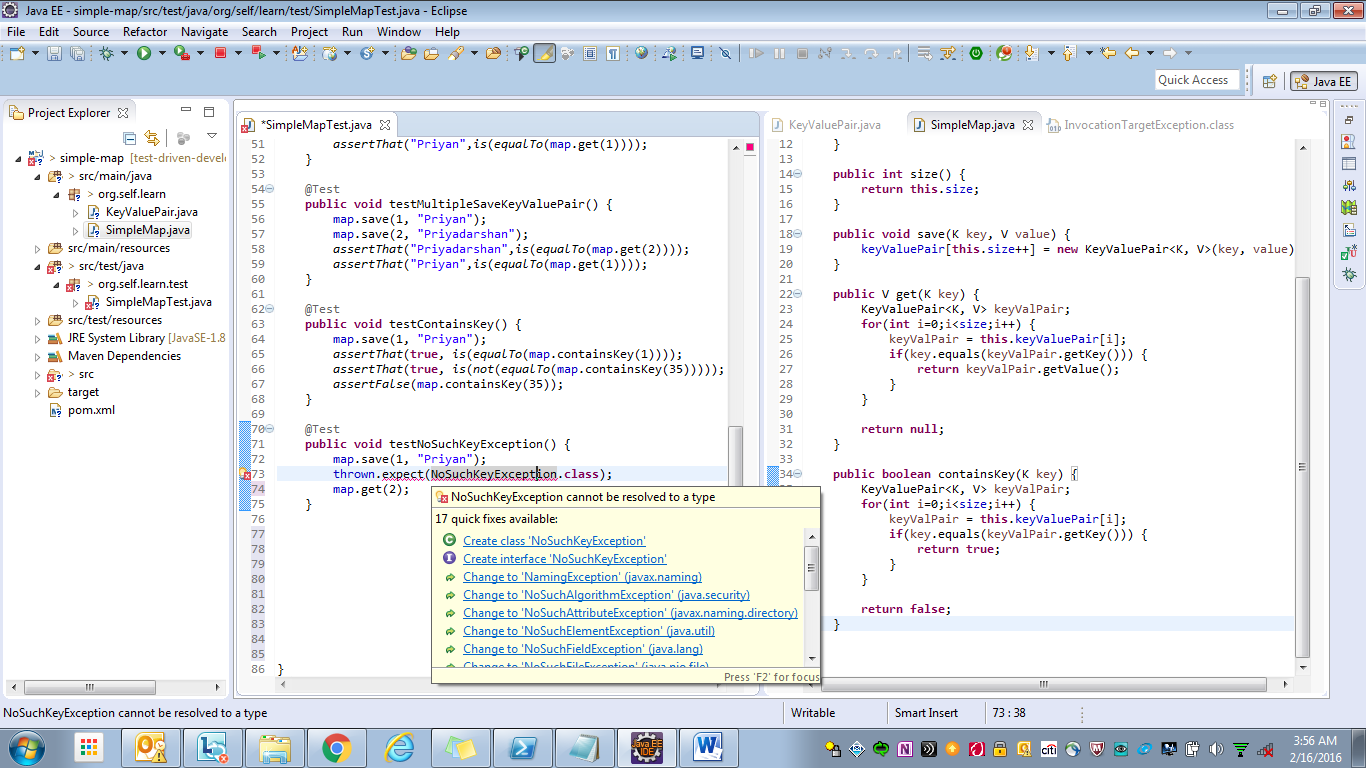 Java EE - simple-map/src/test/java/org/self/learn/test/SimpleMapTest.java - Eclipse
File Edit Source Refactor Navigate Search Project Run Window Help
Quick Access
Java EE
Project Explorer
> simple-map [test-driven-devel
> src/main/java
> org.self.learn
KeyValuePair.java
SimpleMap.java
src/main/resources
> src/test/java
> org.self.learn.test
SimpleMapTest.java
src/test/resources
JRE System Library [JavaSE-1.8
Maven Dependencies
> src
target
pom.xml
*SimpleMapTest.java
51 assertThat("Priyan",is(equalTo(map.get(1))));
52 }
53
54 @Test
55 public void testMultipleSaveKeyValuePair() {
56 map.save(1, "Priyan");
57 map.save(2, "Priyadarshan");
58 assertThat("Priyadarshan",is(equalTo(map.get(2))));
59 assertThat("Priyan",is(equalTo(map.get(1))));
60 }
61
62 @Test
63 public void testContainsKey() {
64 map.save(1, "Priyan");
65 assertThat(true, is(equalTo(map.containsKey(1))));
66 assertThat(true, is(not(equalTo(map.containsKey(35)))));
67 assertFalse(map.containsKey(35));
68 }
69
70 @Test
71 public void testNoSuchKeyException() {
72 map.save(1, "Priyan");
73 thrown.expect(NoSuchKeyException.class);
74 map.get(2);
75 }
76
77
78
79
80
81
82
83
84
85
86 }
NoSuchKeyException cannot be resolved to a type
17 quick fixes available:
Create class 'NoSuchKeyException'
Create interface 'NoSuchKeyException'
Change to 'NamingException' (javax.naming)
Change to 'NoSuchAlgorithmException' (java.security)
Change to 'NoSuchAttributeException' (javax.naming.directory)
Change to 'NoSuchElementException' (java.util)
Change to 'NoSuchFieldException' (java.lang)
Change to 'NoSuchFileException' (java.nio.file)
Press 'F2' for focus
KeyValuePair.java SimpleMap.java InvocationTargetException.class
12 }
13
14 public int size() {
15 return this.size;
16 }
17
18 public void save(K key, V value) {
19 keyValuePair[this.size++] = new KeyValuePair<K, V>(key, value)
20 }
21
22 public V get(K key) {
23 KeyValuePair<K, V> keyValPair;
24 for(int i=0;i<size;i++) {
25 keyValPair = this.keyValuePair[i];
26 if(key.equals(keyValPair.getKey())) {
27 return keyValPair.getValue();
28 }
29 }
30
31 return null;
32 }
33
34 public boolean containsKey(K key) {
KeyValuePair<K, V> keyValPair;
for(int i=0;i<size;i++) {
keyValPair = this.keyValuePair[i];
if(key.equals(keyValPair.getKey())) {
return true;
}
}
return false;
}
NoSuchKeyException cannot be resolved to a type
Writable
Smart Insert
73 : 38
Java EE
IDE
citi
3:56 AM
2/16/2016